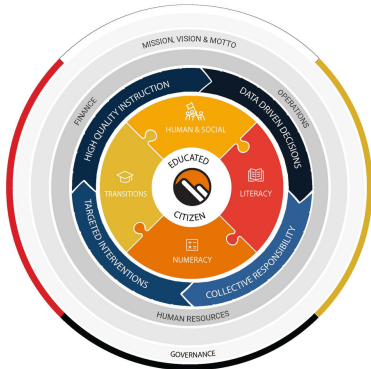 MISSION, VISION & MOTTO
FINANCE
OPERATIONS
HIGH QUALITY INSTRUCTION
DATA DRIVEN DECISIONS
HUMAN & SOCIAL
EDUCATED
TRANSITIONS
LITERACY
CITIZEN
NUMERACY
TARGETED INTERVENTIONS
COLLECTIVE RESPONSIBILITY
HUMAN RESOURCES
GOVERNANCE